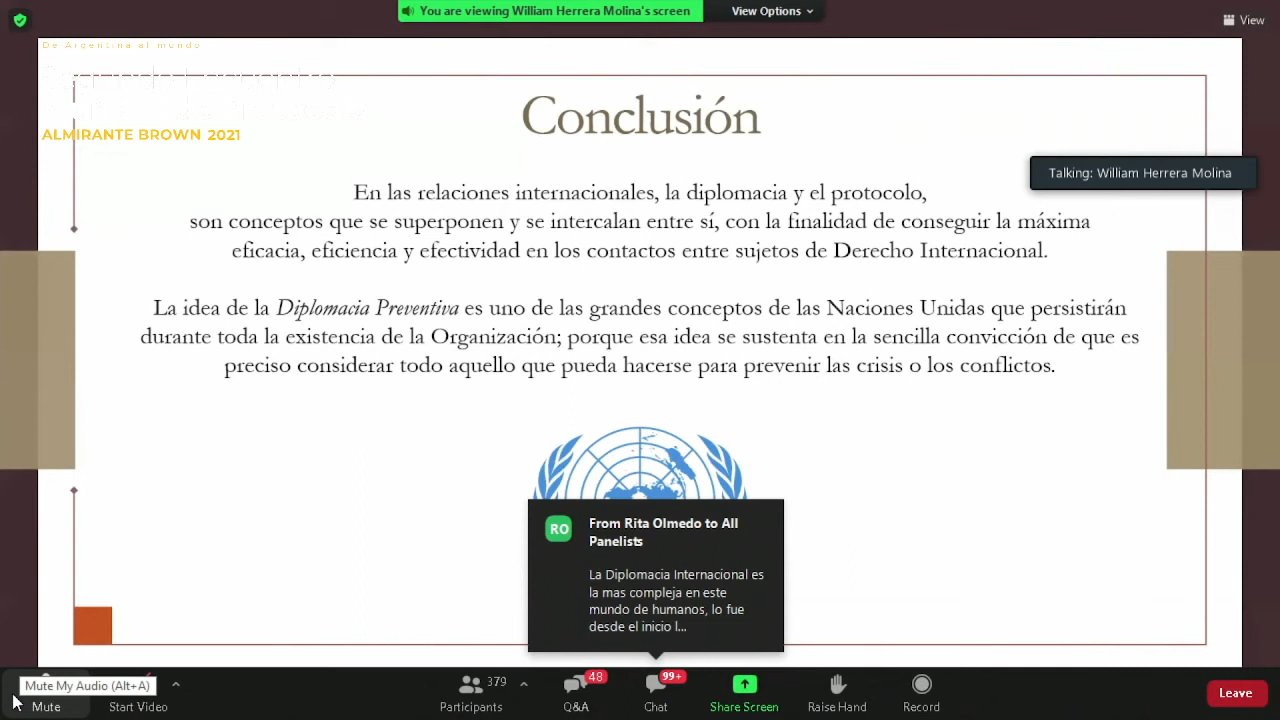 You are viewing William Herrera Molina's screen
View Options
View
De Argentina al mundo
ALMIRANTE BROWN 2021
Conclusión
Talking: William Herrera Molina
En las relaciones internacionales, la diplomacia y el protocolo,
son conceptos que se superponen y se intercalan entre sí, con la finalidad de conseguir la máxima
eficacia, eficiencia y efectividad en los contactos entre sujetos de Derecho Internacional.
La idea de la Diplomacia Preventiva es uno de las grandes conceptos de las Naciones Unidas que persistirán
durante toda la existencia de la Organización; porque esa idea se sustenta en la sencilla convicción de que es
preciso considerar todo aquello que pueda hacerse para prevenir las crisis o los conflictos.
RO
From Rita Olmedo to All
Panelists
La Diplomacia Internacional es
la mas compleja en este
mundo de humanos, lo fue
desde el inicio l...
Mute My Audio (Alt+A)
379
48
99+
Mute
Start Video
Participants
Q&A
Chat
Share Screen
Raise Hand
Record
Leave